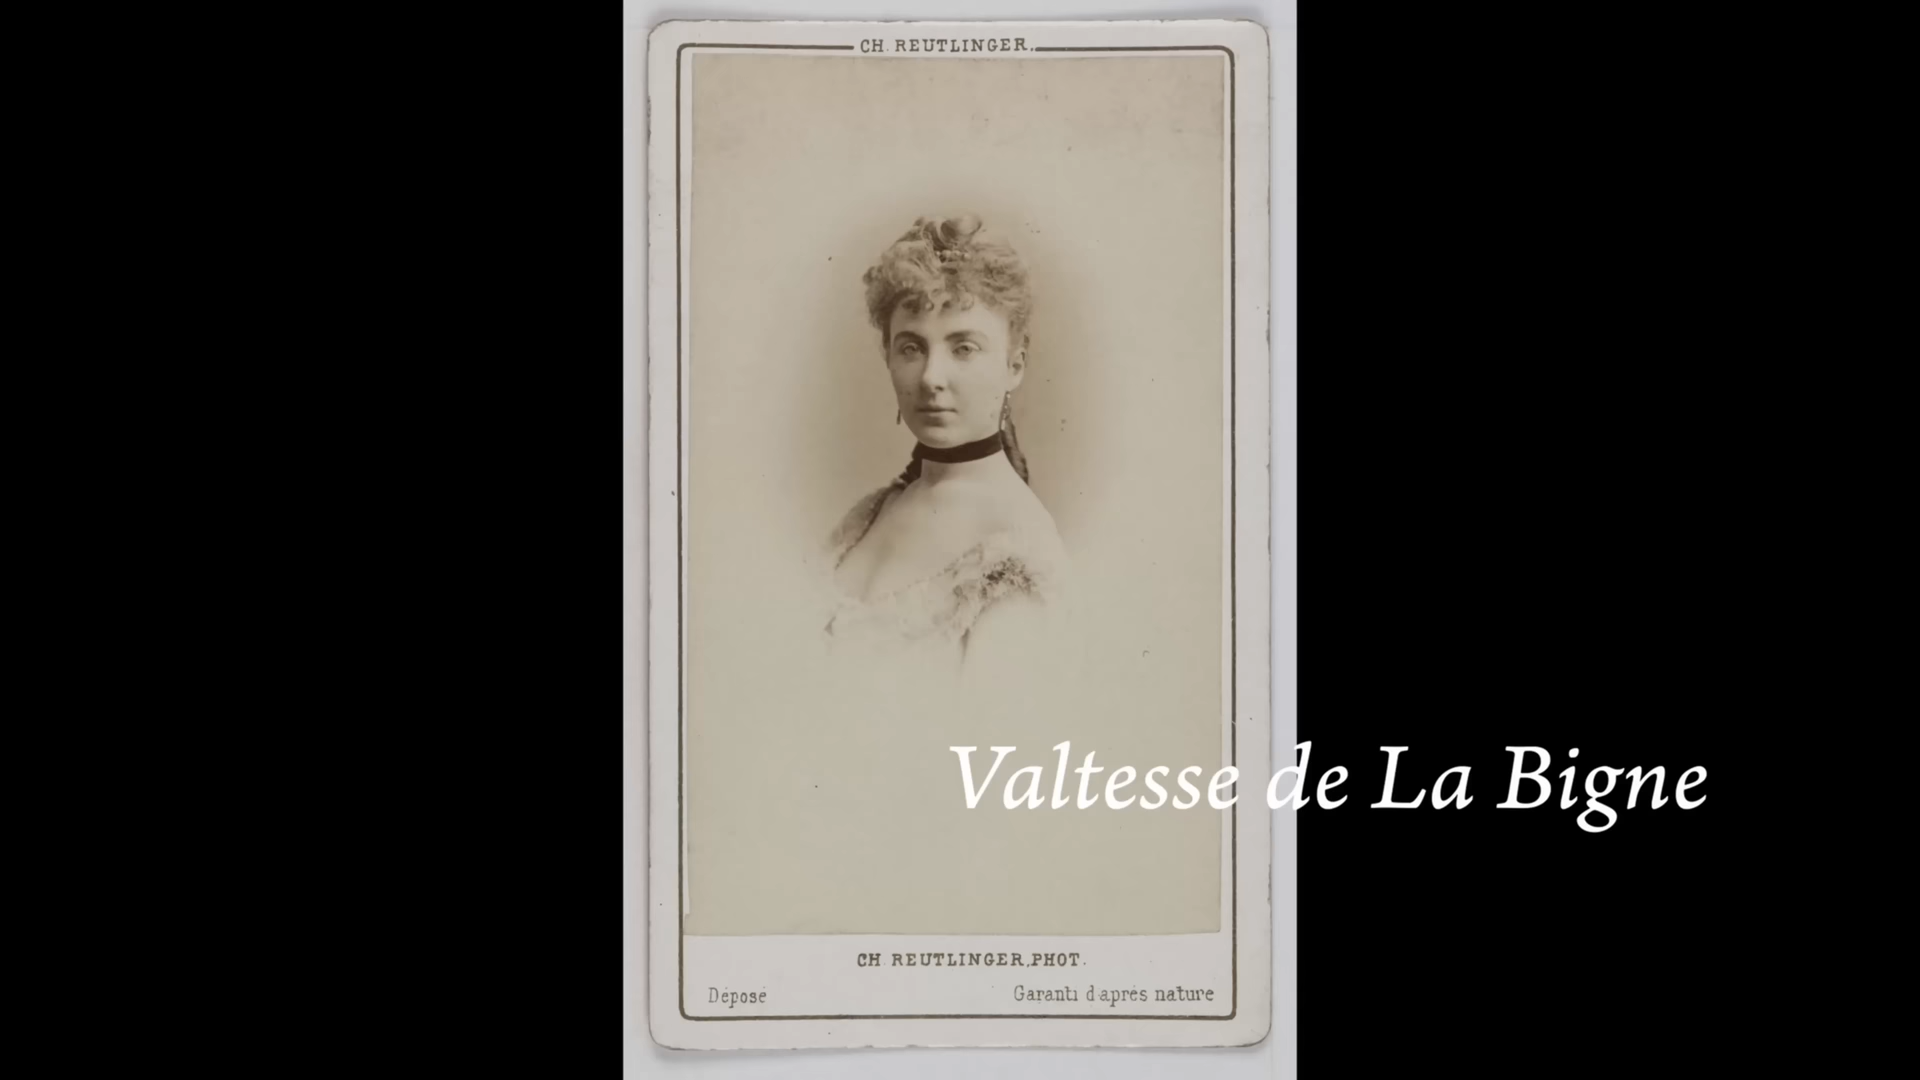 CH. REUTLINGER.
Valtesse de La Bigne
CH. REUTLINGER, PHOT.
Déposé
Garanti d'après nature